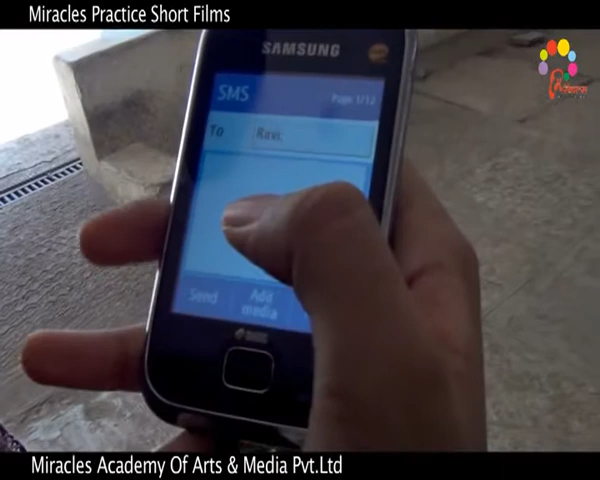 Miracles Practice Short Films
SAMSUNG
SMS
Page 1/12
To
Ravi;
Send
Add
media
Miracles Academy Of Arts & Media Pvt.Ltd